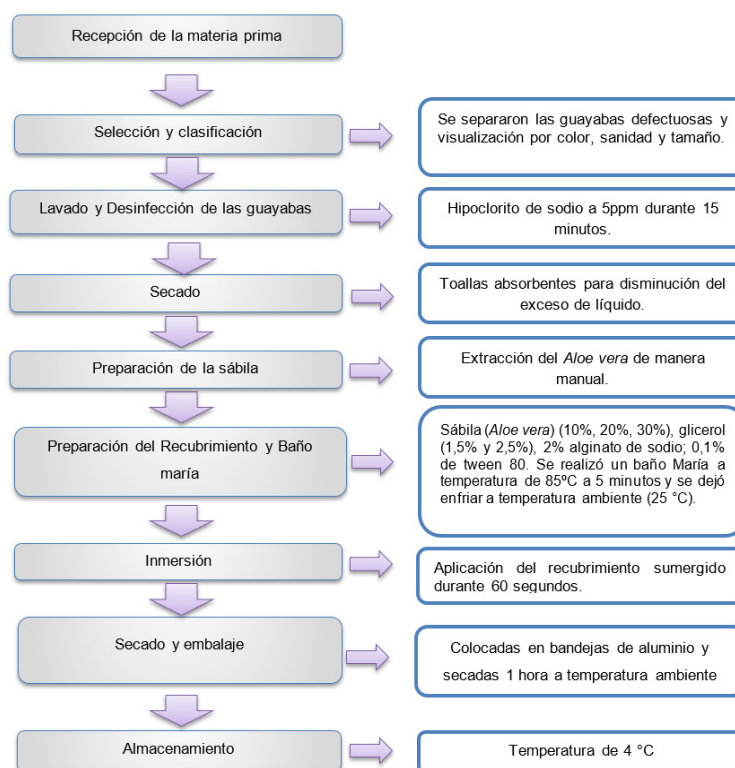 Recepción de la materia prima
Selección y clasificación
Se separaron las guayabas defectuosas y
visualización por color, sanidad y tamaño.
Lavado y Desinfección de las guayabas
Hipoclorito de sodio a 5ppm durante 15
minutos.
Secado
Toallas absorbentes para disminución del
exceso de líquido.
Preparación de la sábila
Extracción del Aloe vera de manera
manual.
Preparación del Recubrimiento y Baño
maría
Sábila (Aloe vera) (10%, 20%, 30%), glicerol
(1,5% y 2,5%), 2% alginato de sodio; 0,1%
de tween 80. Se realizó un baño María a
temperatura de 85ºC a 5 minutos y se dejó
enfriar a temperatura ambiente (25 °C).
Inmersión
Aplicación del recubrimiento sumergido
durante 60 segundos.
Secado y embalaje
Colocadas en bandejas de aluminio y
secadas 1 hora a temperatura ambiente
Almacenamiento
Temperatura de 4 °C